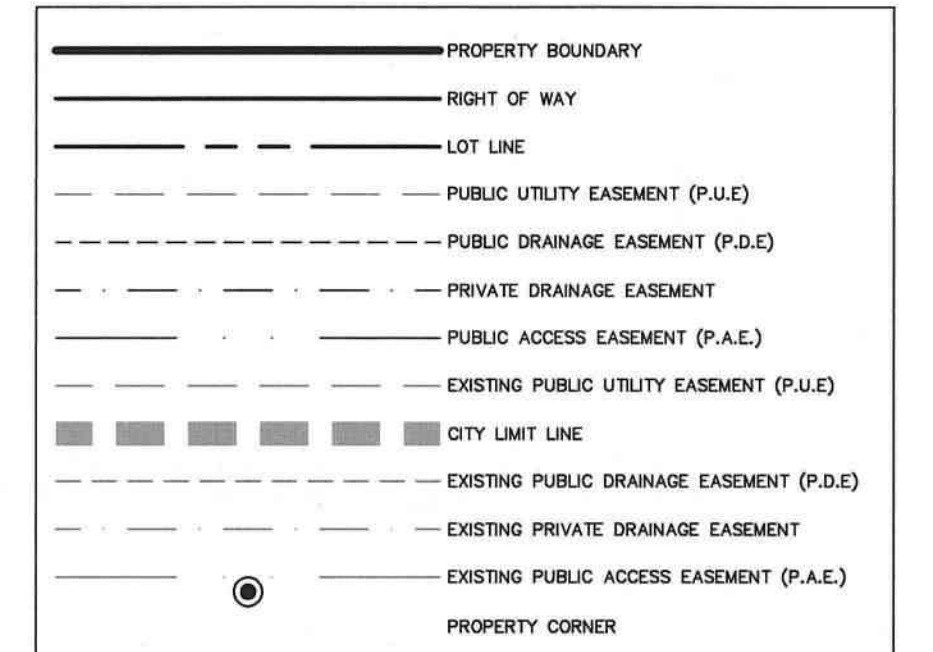 PROPERTY BOUNDARY
RIGHT OF WAY
LOT LINE
PUBLIC UTILITY EASEMENT (P.U.E)
PUBLIC DRAINAGE EASEMENT (P.D.E)
PRIVATE DRAINAGE EASEMENT
PUBLIC ACCESS EASEMENT (P.A.E.)
EXISTING PUBLIC UTILITY EASEMENT (P.U.E)
CITY LIMIT LINE
EXISTING PUBLIC DRAINAGE EASEMENT (P.D.E)
EXISTING PRIVATE DRAINAGE EASEMENT
EXISTING PUBLIC ACCESS EASEMENT (P.A.E.)
PROPERTY CORNER